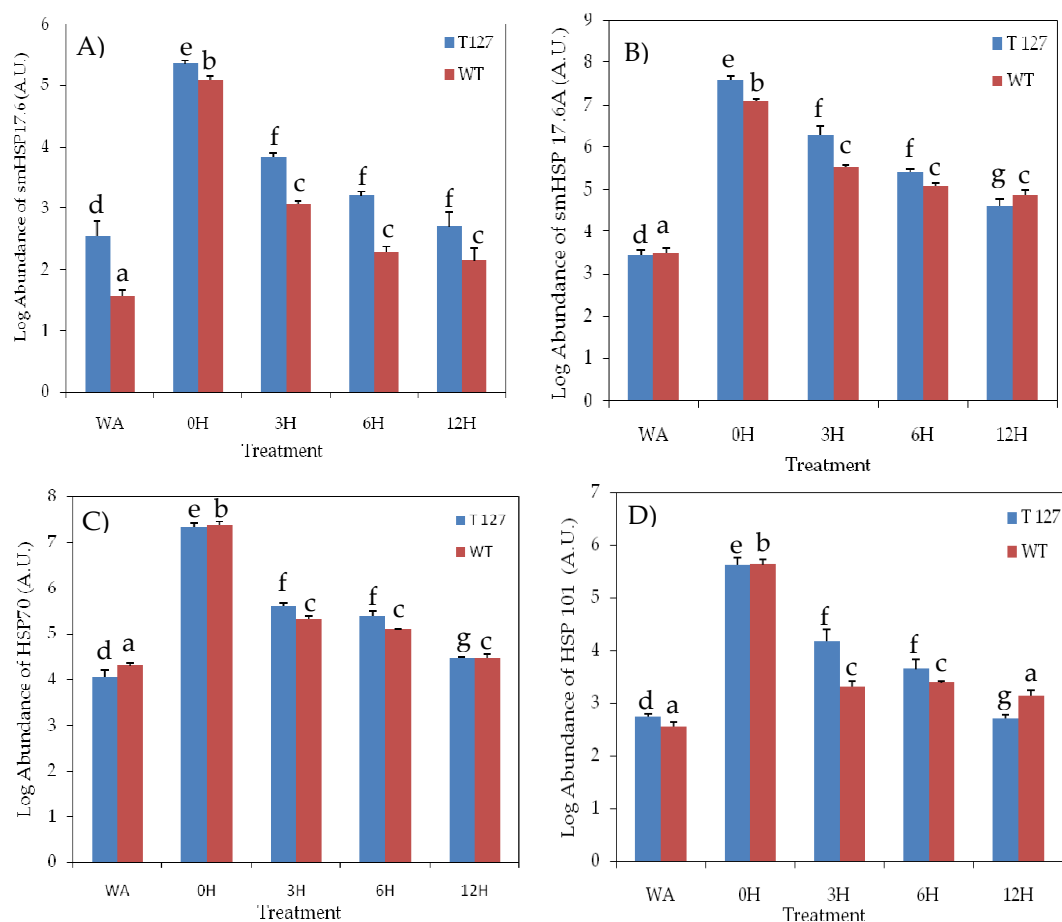 A)
Log Abundance of smHSP17.6 (A.U.)
6
5
4
3
2
1
0
T127
WT
d a e b f c f c f c
WA 0H 3H 6H 12H
Treatment
B)
Log Abundance of smHSP 17.6A (A.U.)
9
8
7
6
5
4
3
2
1
0
T 127
WT
d a e b f c f c g c
WA 0H 3H 6H 12H
Treatment
C)
Log Abundance of HSP70 (A.U.)
8
7
6
5
4
3
2
1
0
T 127
WT
d a e b f c f c g c
WA 0H 3H 6H 12H
Treatment
D)
Log Abundance of HSP 101 (A.U.)
7
6
5
4
3
2
1
0
T 127
WT
d a e b f c f c g a
WA 0H 3H 6H 12H
Treatment